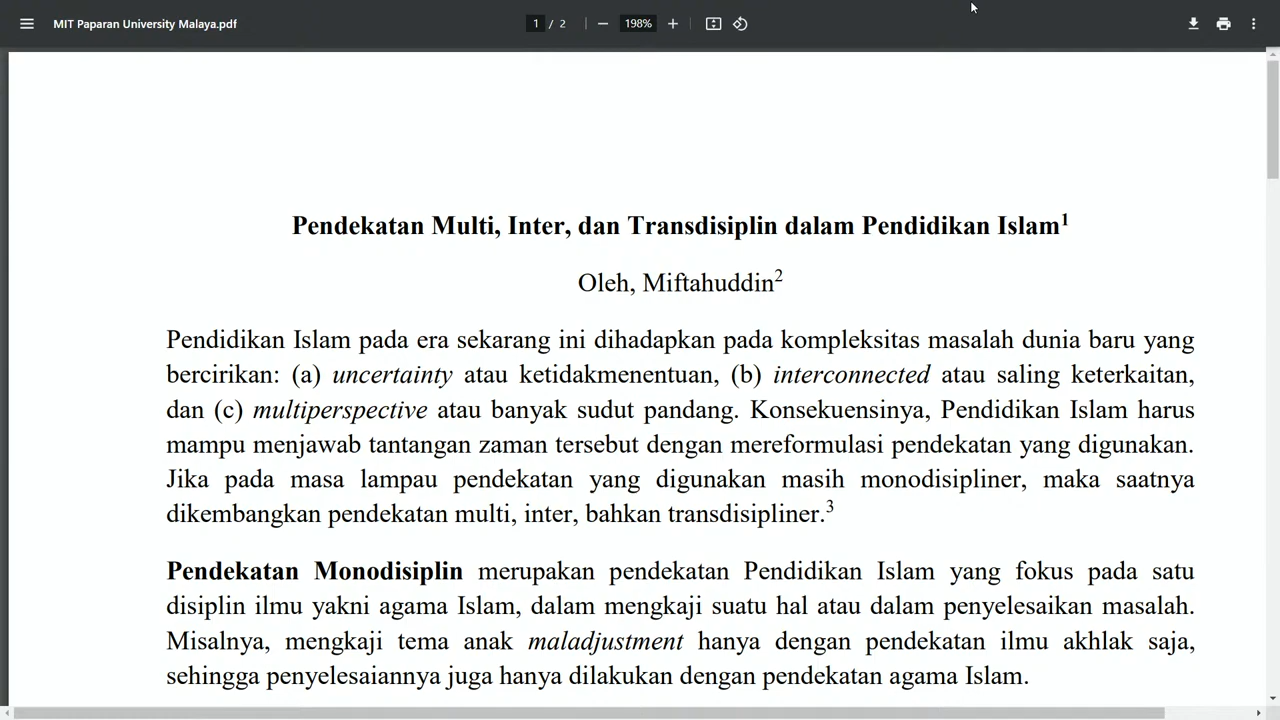 MIT Paparan University Malaya.pdf
1 / 2
198%
Pendekatan Multi, Inter, dan Transdisiplin dalam Pendidikan Islam¹
Oleh, Miftahuddin²
Pendidikan Islam pada era sekarang ini dihadapkan pada kompleksitas masalah dunia baru yang
bercirikan: (a) uncertainty atau ketidakmenentuan, (b) interconnected atau saling keterkaitan,
dan (c) multiperspective atau banyak sudut pandang. Konsekuensinya, Pendidikan Islam harus
mampu menjawab tantangan zaman tersebut dengan mereformulasi pendekatan yang digunakan.
Jika pada masa lampau pendekatan yang digunakan masih monodisipliner, maka saatnya
dikembangkan pendekatan multi, inter, bahkan transdisipliner.³
Pendekatan Monodisiplin merupakan pendekatan Pendidikan Islam yang fokus pada satu
disiplin ilmu yakni agama Islam, dalam mengkaji suatu hal atau dalam penyelesaikan masalah.
Misalnya, mengkaji tema anak maladjustment hanya dengan pendekatan ilmu akhlak saja,
sehingga penyelesaiannya juga hanya dilakukan dengan pendekatan agama Islam.